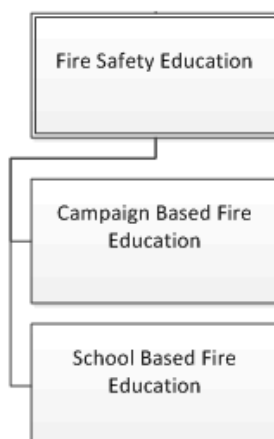 Fire Safety Education
Campaign Based Fire
Education
School Based Fire
Education